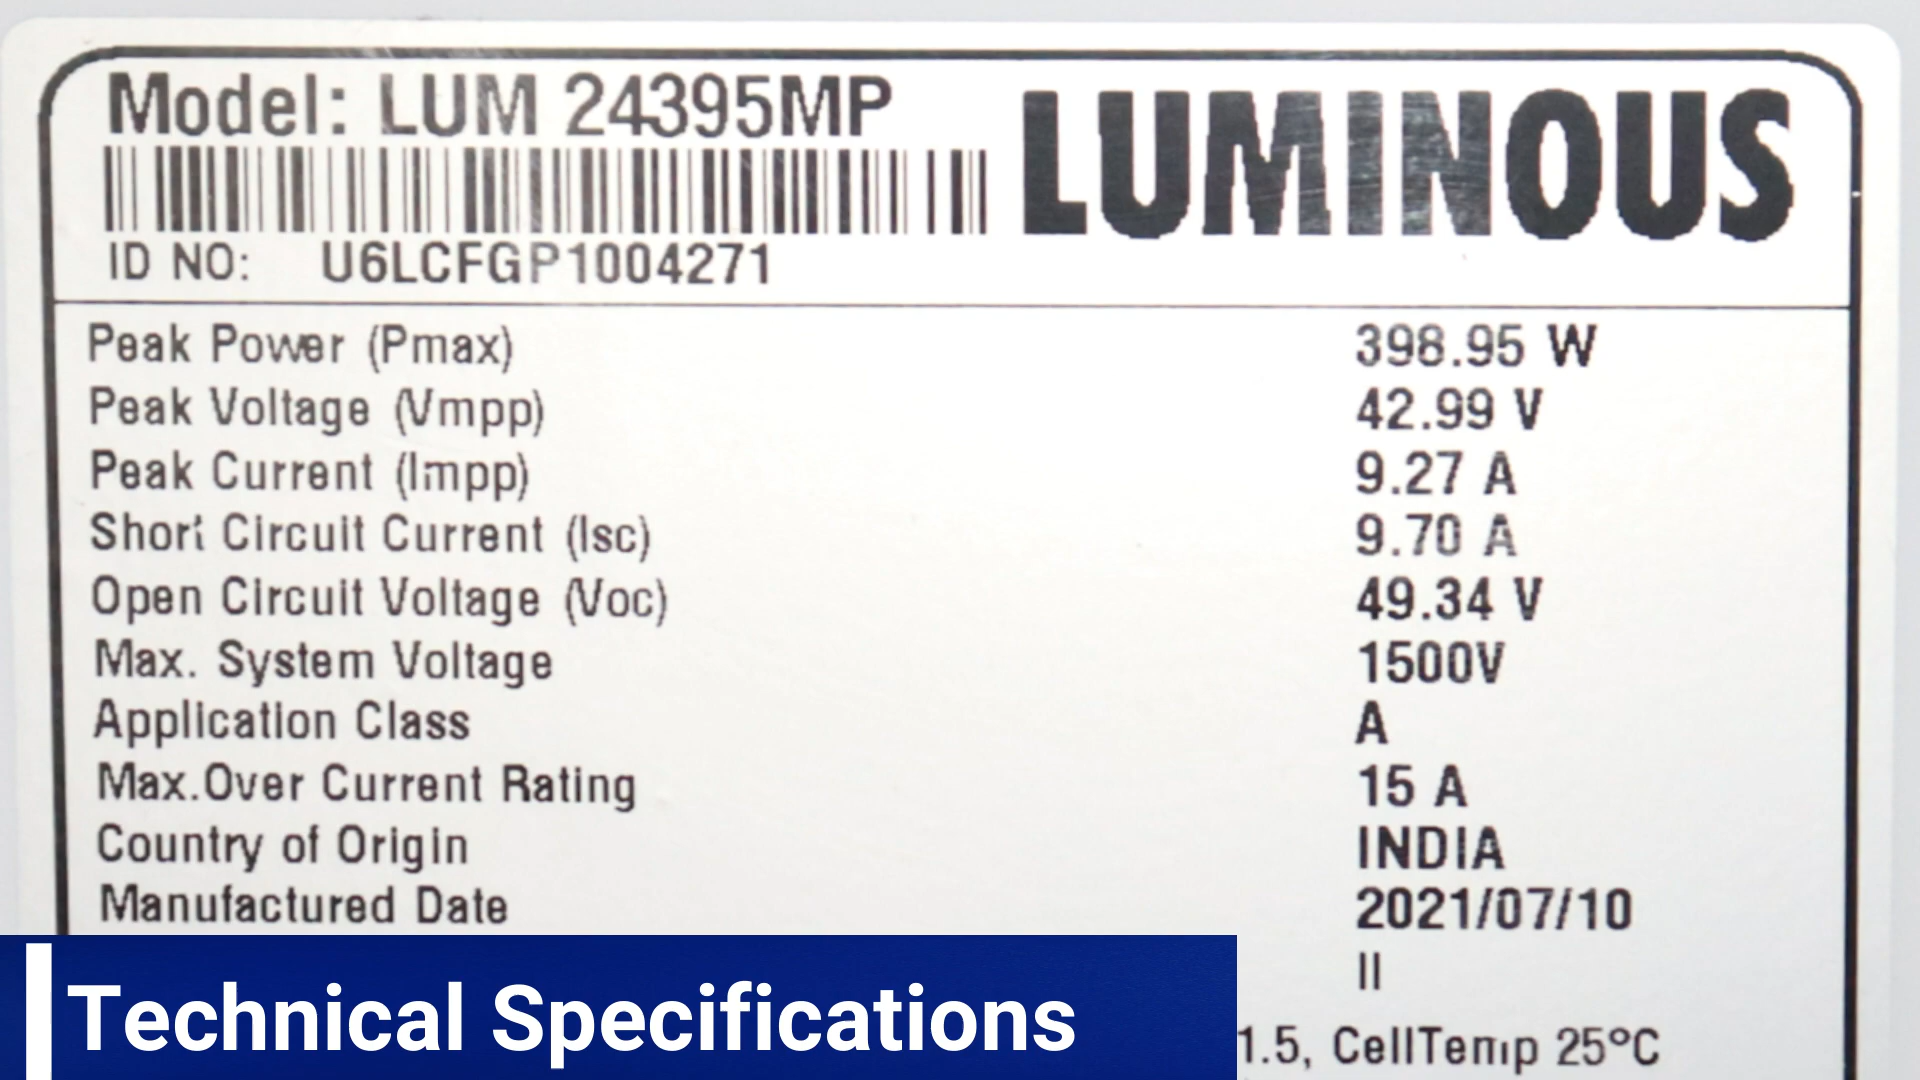 Model: LUM 24395MP
LUMINOUS
ID NO: U6LCFGP1004271
Peak Power (Pmax) 398.95 W
Peak Voltage (Vmpp) 42.99 V
Peak Current (Impp) 9.27 A
Short Circuit Current (Isc) 9.70 A
Open Circuit Voltage (Voc) 49.34 V
Max. System Voltage 1500V
Application Class A
Max.Over Current Rating 15 A
Country of Origin INDIA
Manufactured Date 2021/07/10
II
1.5, CellTemp 25°C
Technical Specifications